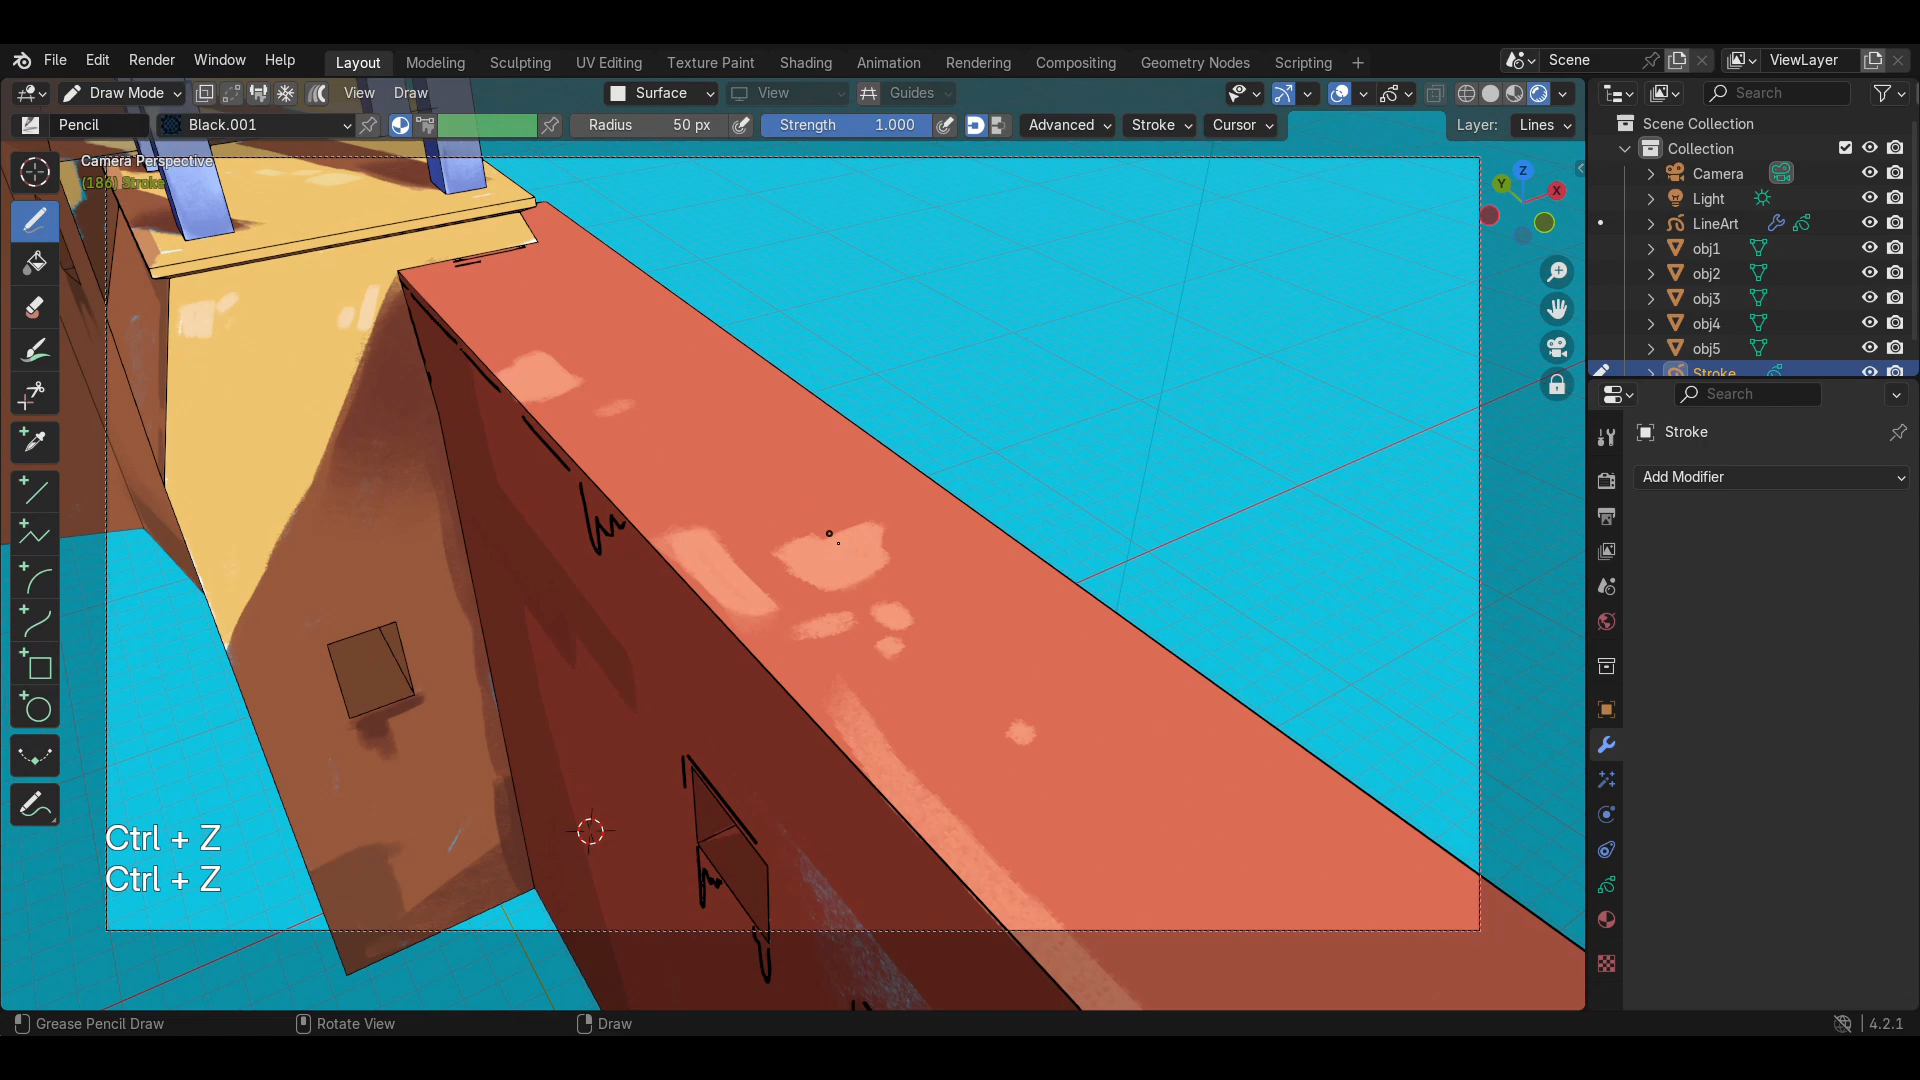 File Edit Render Window Help Layout Modeling Sculpting UV Editing Texture Paint Shading Animation Rendering Compositing Geometry Nodes Scripting + Scene ViewLayer
Draw Mode View Draw Surface View Guides Search
Pencil Black.001 Radius 50 px Strength 1.000 Advanced Stroke Cursor Layer: Lines
Scene Collection
Collection
Camera
Light
LineArt
obj1
obj2
obj3
obj4
obj5
Stroke
Camera Perspective
(186) Stroke
Z
Y
X
Search
Stroke
Add Modifier
Ctrl + Z
Ctrl + Z
Grease Pencil Draw Rotate View Draw 4.2.1